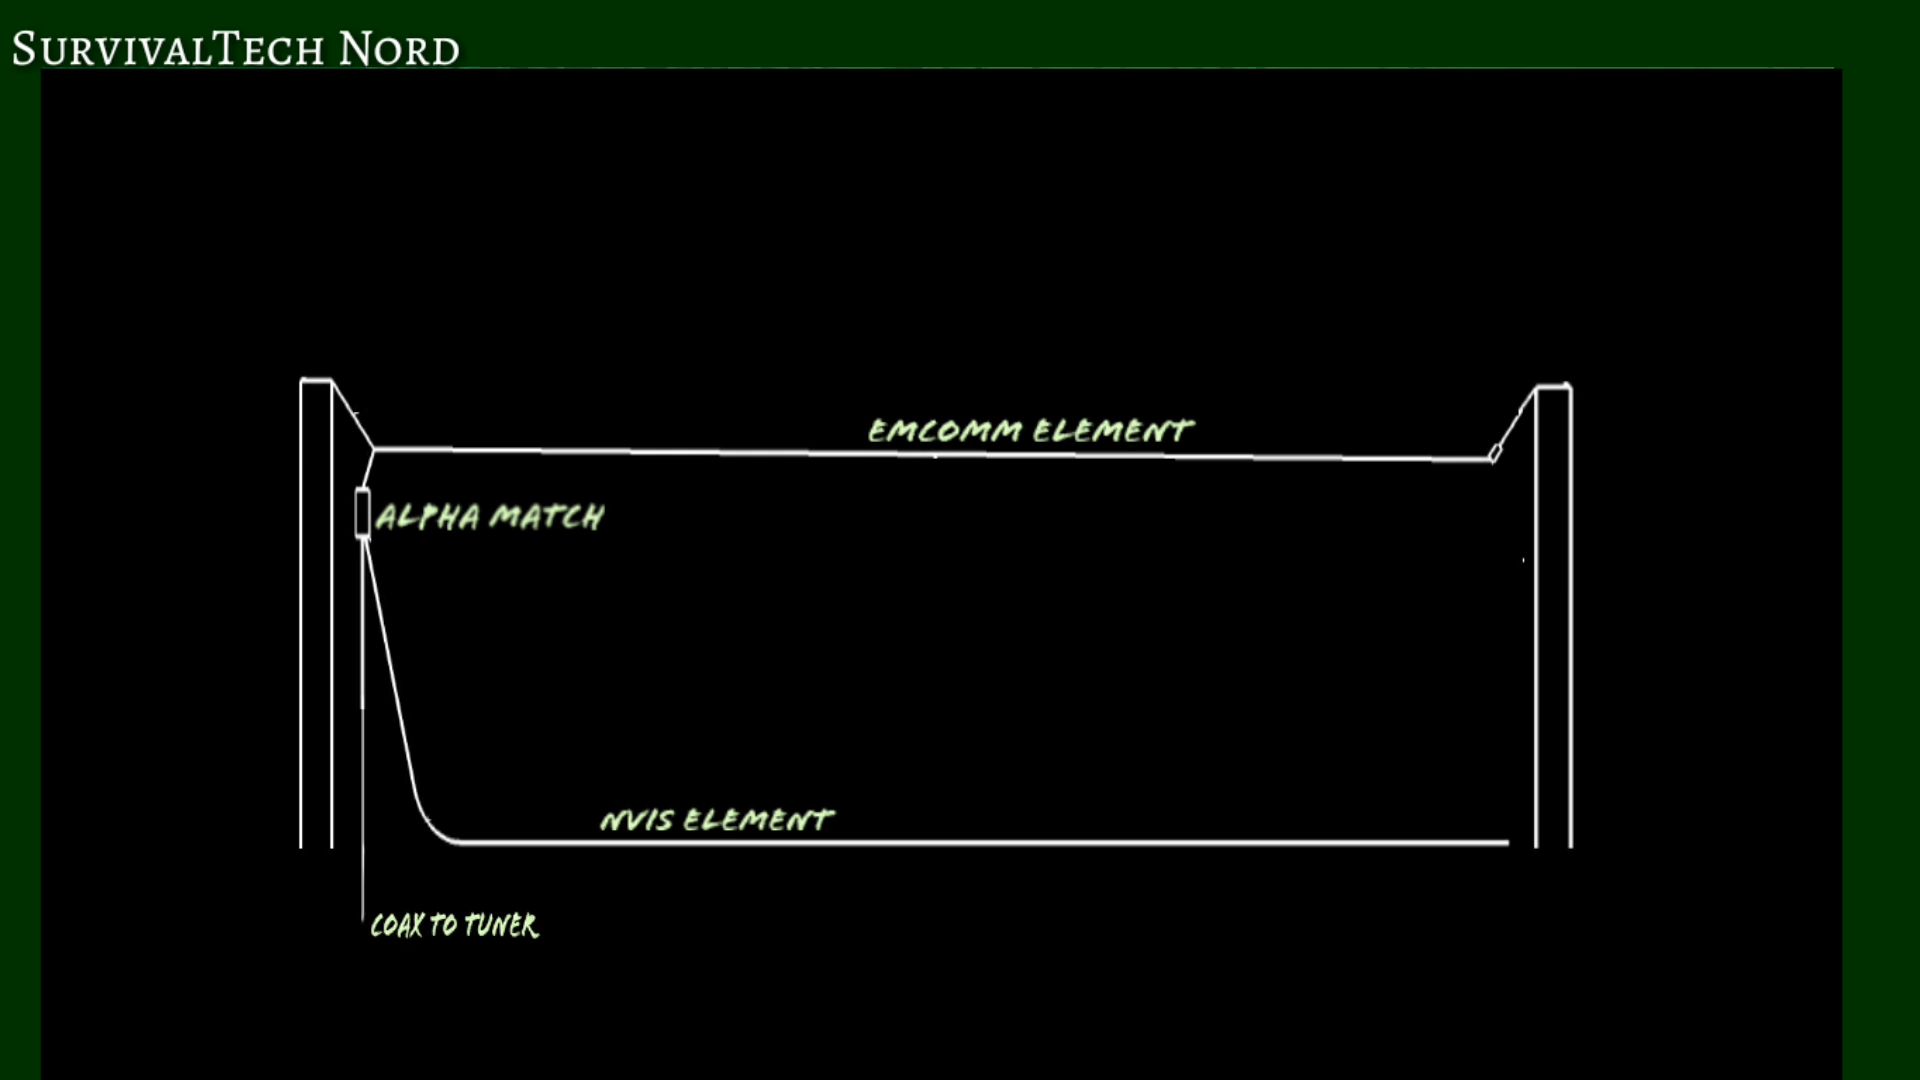 SurvivalTech Nord
EMCOMM ELEMENT
ALPHA MATCH
NVIS ELEMENT
COAX TO TUNER